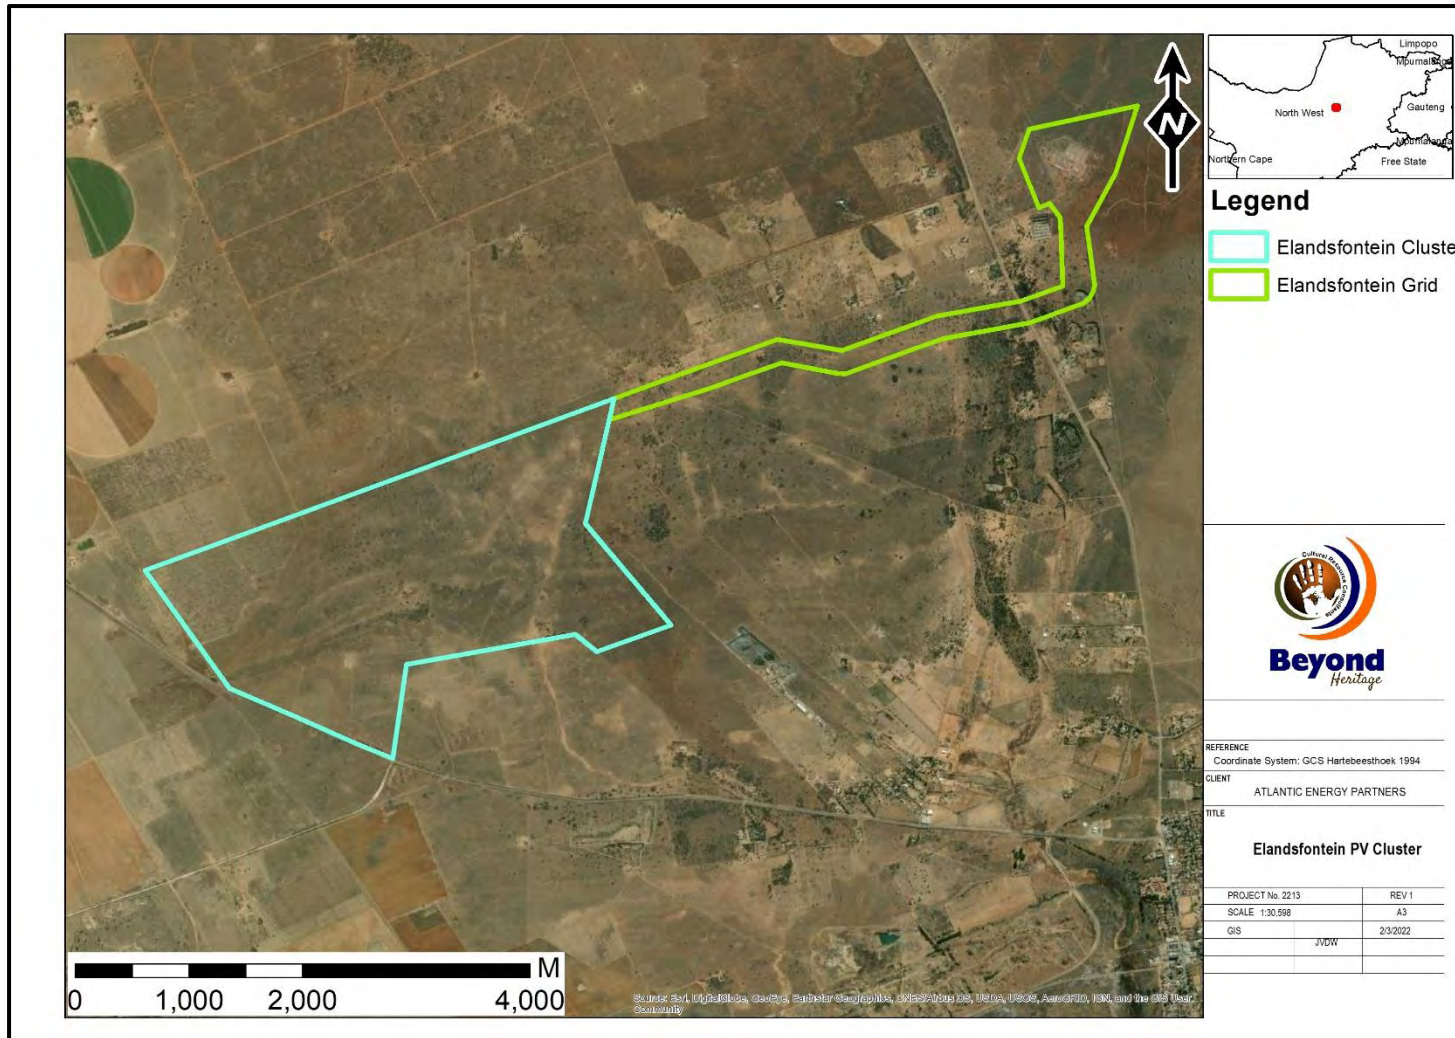 N
Limpopo
Mpumalanga
North West
Gauteng
Mpumalanga
Northern Cape
Free State
Legend
Elandsfontein Cluste
Elandsfontein Grid
Cultural Resource Consultants
Beyond
Heritage
REFERENCE
Coordinate System: GCS Hartebeesthoek 1994
CLIENT
ATLANTIC ENERGY PARTNERS
TITLE
Elandsfontein PV Cluster
PROJECT No. 2213 REV 1
SCALE 1:30,598 A3
GIS JVDW 2/3/2022
M
0 1,000 2,000 4,000
Source: Esri, DigitalGlobe, GeoEye, Earthstar Geographics, CNES/Airbus DS, USDA, USGS, AeroGRID, IGN, and the GIS User
Community